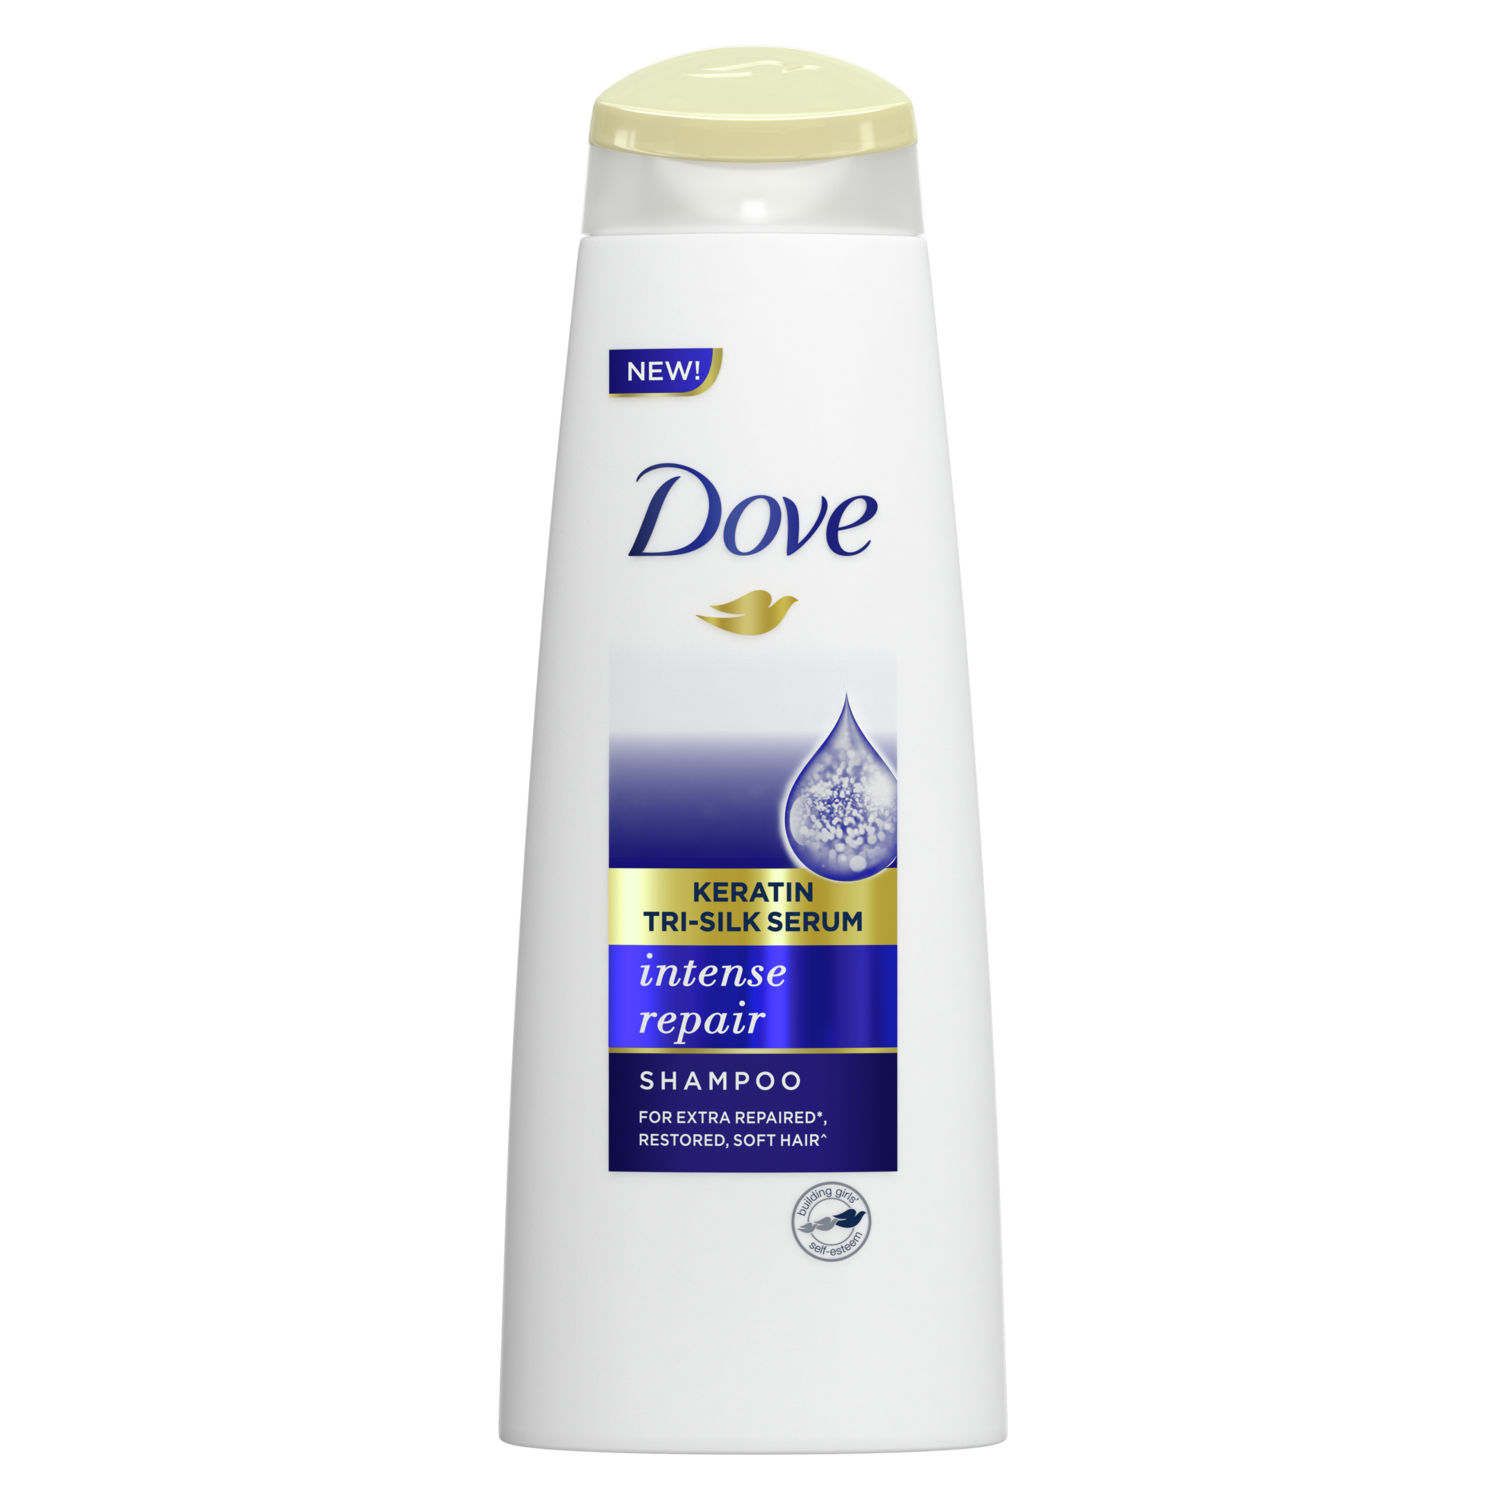 NEW!
Dove
KERATIN
TRI-SILK SERUM
intense
repair
SHAMPOO
FOR EXTRA REPAIRED*,
RESTORED, SOFT HAIR^
building girls'
self-esteem